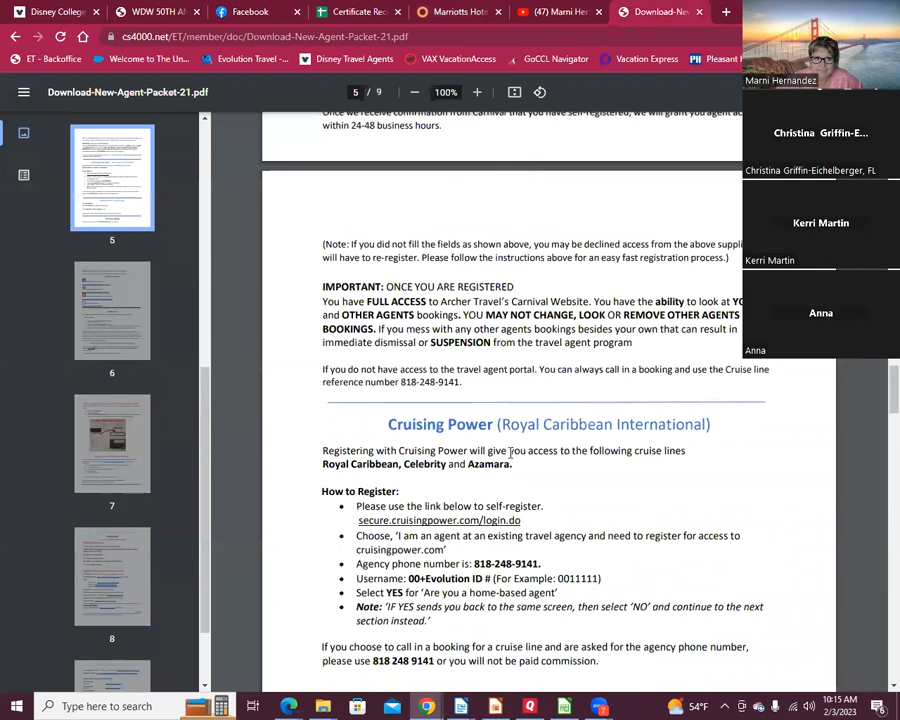 Disney College
WDW 50TH AN
Facebook
Certificate Rec
Marriotts Hote
(47) Marni Her
Download-Nev
cs4000.net/ET/member/doc/Download-New-Agent-Packet-21.pdf
ET - Backoffice
Welcome to The Un...
Evolution Travel -...
Disney Travel Agents
VAX VacationAccess
GoCCL Navigator
Vacation Express
Pleasant
Download-New-Agent-Packet-21.pdf
5 / 9
100%
Marni Hernandez
Christina Griffin-E...
Christina Griffin-Eichelberger, FL
Kerri Martin
Kerri Martin
Anna
Anna
5
6
7
8
Once we receive confirmation from Carnival that you have self-registered, we will grant you agent ac
within 24-48 business hours.
(Note: If you did not fill the fields as shown above, you may be declined access from the above suppli
will have to re-register. Please follow the instructions above for an easy fast registration process.)
IMPORTANT: ONCE YOU ARE REGISTERED
You have FULL ACCESS to Archer Travel's Carnival Website. You have the ability to look at YO
and OTHER AGENTS bookings. YOU MAY NOT CHANGE, LOOK OR REMOVE OTHER AGENTS
BOOKINGS. If you mess with any other agents bookings besides your own that can result in
immediate dismissal or SUSPENSION from the travel agent program
If you do not have access to the travel agent portal. You can always call in a booking and use the Cruise line
reference number 818-248-9141.
Cruising Power (Royal Caribbean International)
Registering with Cruising Power will give you access to the following cruise lines
Royal Caribbean, Celebrity and Azamara.
How to Register:
• Please use the link below to self-register.
secure.cruisingpower.com/login.do
• Choose, 'I am an agent at an existing travel agency and need to register for access to
cruisingpower.com'
• Agency phone number is: 818-248-9141.
• Username: 00+Evolution ID # (For Example: 0011111)
• Select YES for 'Are you a home-based agent'
• Note: 'IF YES sends you back to the same screen, then select 'NO' and continue to the next
section instead.'
If you choose to call in a booking for a cruise line and are asked for the agency phone number,
please use 818 248 9141 or you will not be paid commission.
Type here to search
54°F
10:15 AM
2/3/2023
6